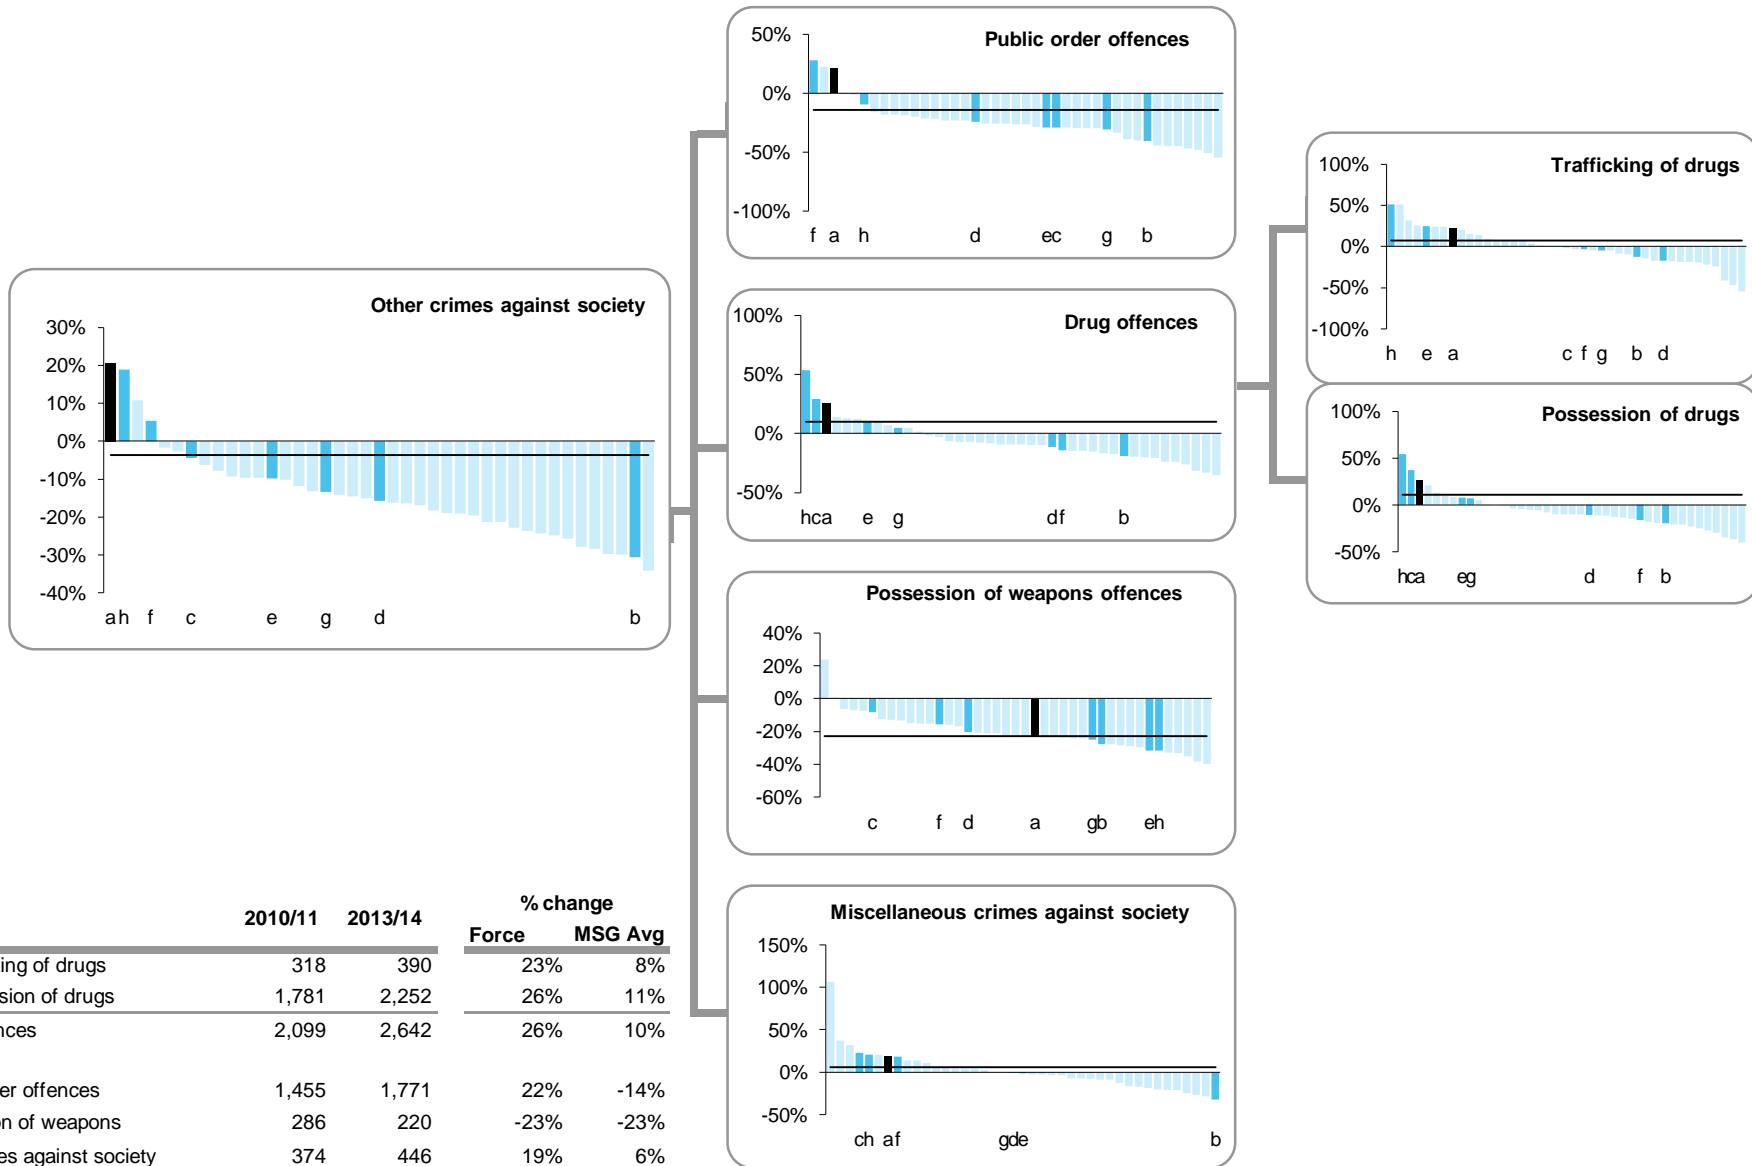 Public order offences
50%
0%
-50%
-100%
f a h d ec g b
Trafficking of drugs
100%
50%
0%
-50%
-100%
h e a c f g b d
Other crimes against society
30%
20%
10%
0%
-10%
-20%
-30%
-40%
ah f c e g d b
Drug offences
100%
50%
0%
-50%
hca e g df b
Possession of drugs
100%
50%
0%
-50%
hca eg d f b
Possession of weapons offences
40%
20%
0%
-20%
-40%
-60%
c f d a gb eh
Miscellaneous crimes against society
150%
100%
50%
0%
-50%
ch af gde b
2010/11 2013/14 % change
Force MSG Avg
ing of drugs 318 390 23% 8%
sion of drugs 1,781 2,252 26% 11%
nces 2,099 2,642 26% 10%
er offences 1,455 1,771 22% -14%
on of weapons 286 220 -23% -23%
es against society 374 446 19% 6%